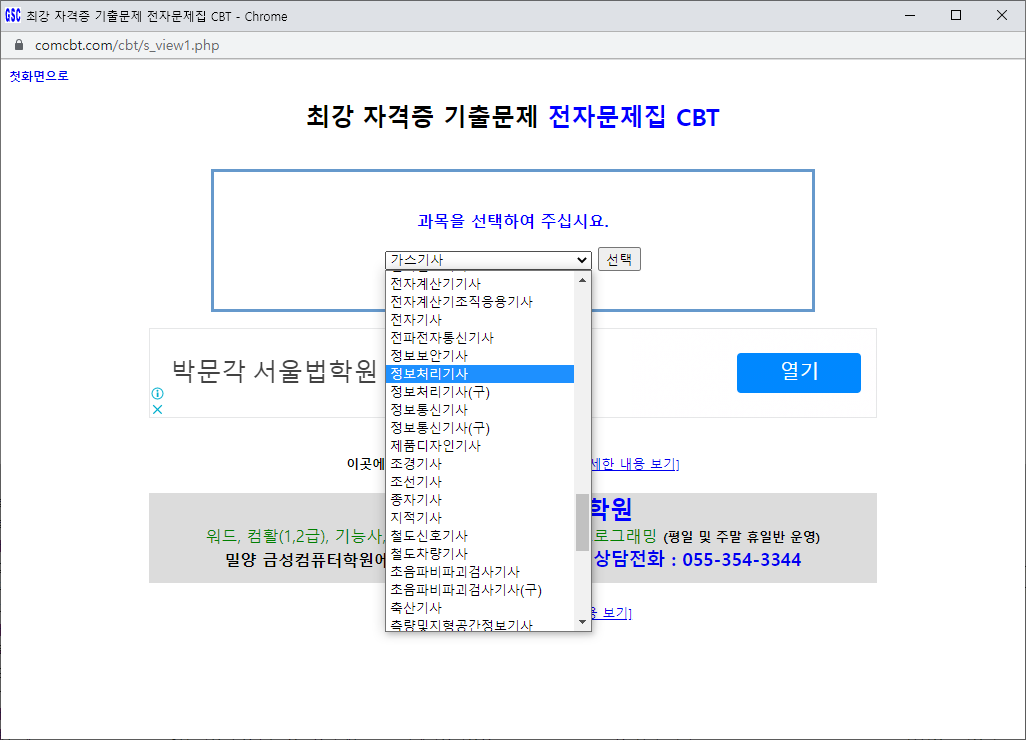 GSC 최강 자격증 기출문제 전자문제집 CBT - Chrome
comcbt.com/cbt/s_view1.php
첫화면으로
최강 자격증 기출문제 전자문제집 CBT
과목을 선택하여 주십시요.
가스기사 선택
전자계산기기사
전자계산기조직응용기사
전자기사
전파전자통신기사
정보보안기사
정보처리기사
정보처리기사(구)
정보통신기사
정보통신기사(구)
제품디자인기사
조경기사
조선기사
종자기사
지적기사
철도신호기사
철도차량기사
초음파비파괴검사기사
초음파비파괴검사기사(구)
축산기사
측량및지형공간정보기사
박문각 서울법학원
열기
이곳에 세한 내용 보기]
학원
워드, 컴활(1,2급), 기능사, 로그래밍 (평일 및 주말 휴일반 운영)
밀양 금성컴퓨터학원에 상담전화 : 055-354-3344
용 보기]